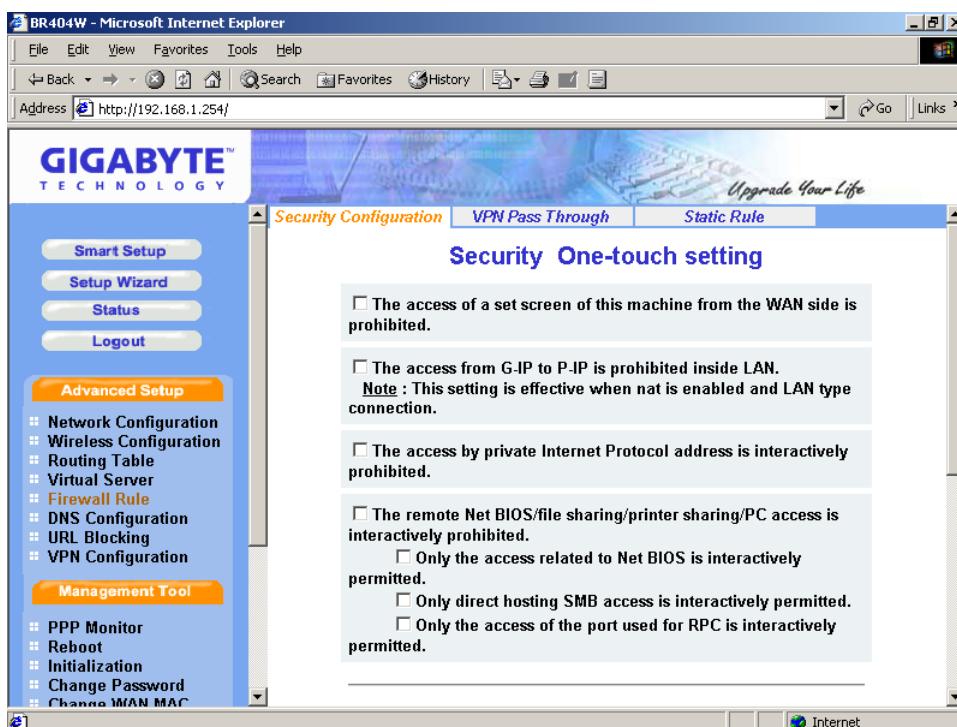 BR404W - Microsoft Internet Explorer
File Edit View Favorites Tools Help
Back Search Favorites History
Address http://192.168.1.254/ Go Links
GIGABYTE™
TECHNOLOGY
Upgrade Your Life
Security Configuration VPN Pass Through Static Rule
Smart Setup
Setup Wizard
Status
Logout
Advanced Setup
Network Configuration
Wireless Configuration
Routing Table
Virtual Server
Firewall Rule
DNS Configuration
URL Blocking
VPN Configuration
Management Tool
PPP Monitor
Reboot
Initialization
Change Password
Change WAN MAC
Security One-touch setting
The access of a set screen of this machine from the WAN side is
prohibited.
The access from G-IP to P-IP is prohibited inside LAN.
Note : This setting is effective when nat is enabled and LAN type
connection.
The access by private Internet Protocol address is interactively
prohibited.
The remote Net BIOS/file sharing/printer sharing/PC access is
interactively prohibited.
Only the access related to Net BIOS is interactively
permitted.
Only direct hosting SMB access is interactively permitted.
Only the access of the port used for RPC is interactively
permitted.
Internet